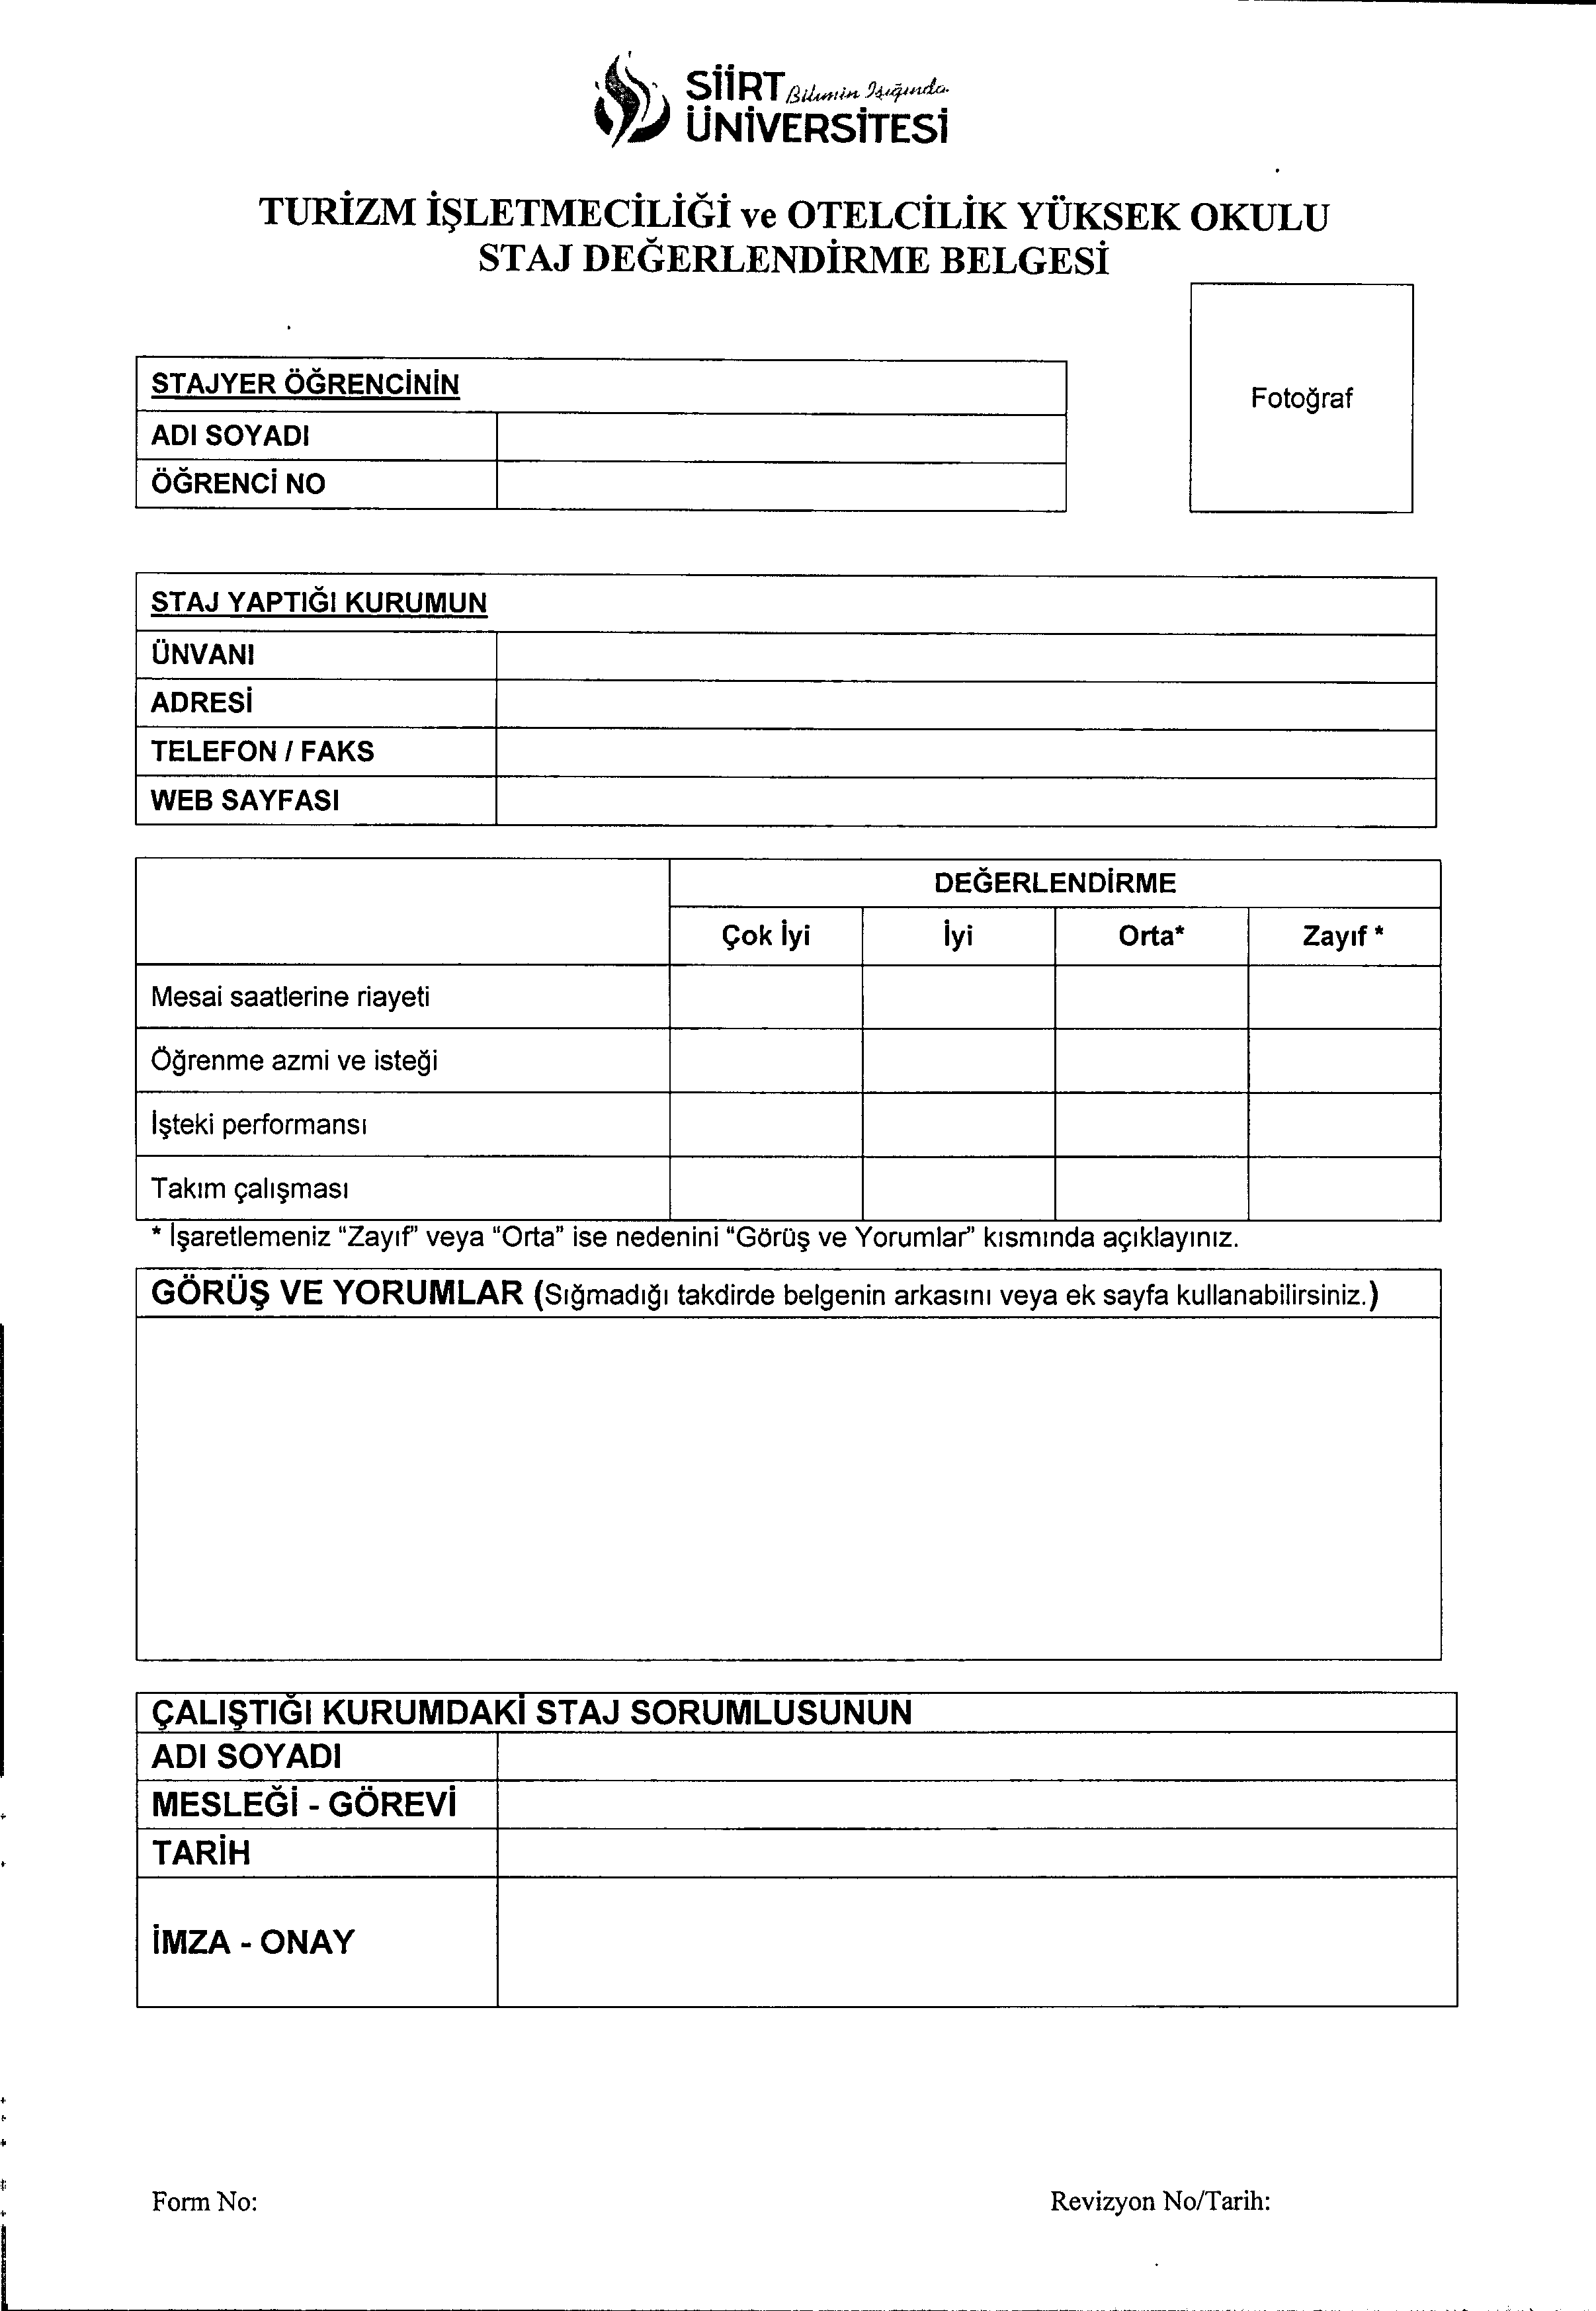 SİİRT Bilimin Işığında.
ÜNİVERSİTESİ
TURİZM İŞLETMECİLİĞİ ve OTELCİLİK YÜKSEK OKULU
STAJ DEĞERLENDİRME BELGESİ
Fotoğraf
STAJYER ÖĞRENCİNİN
ADI SOYADI
ÖĞRENCİ NO
STAJ YAPTIĞI KURUMUN
ÜNVANI
ADRESİ
TELEFON / FAKS
WEB SAYFASI
DEĞERLENDİRME
Çok İyi İyi Orta* Zayıf *
Mesai saatlerine riayeti
Öğrenme azmi ve isteği
İşteki performansı
Takım çalışması
* İşaretlemeniz “Zayıf” veya “Orta” ise nedenini “Görüş ve Yorumlar” kısmında açıklayınız.
GÖRÜŞ VE YORUMLAR (Sığmadığı takdirde belgenin arkasını veya ek sayfa kullanabilirsiniz.)
ÇALIŞTIĞI KURUMDAKİ STAJ SORUMLUSUNUN
ADI SOYADI
MESLEĞİ - GÖREVİ
TARİH
İMZA - ONAY
Form No: Revizyon No/Tarih: